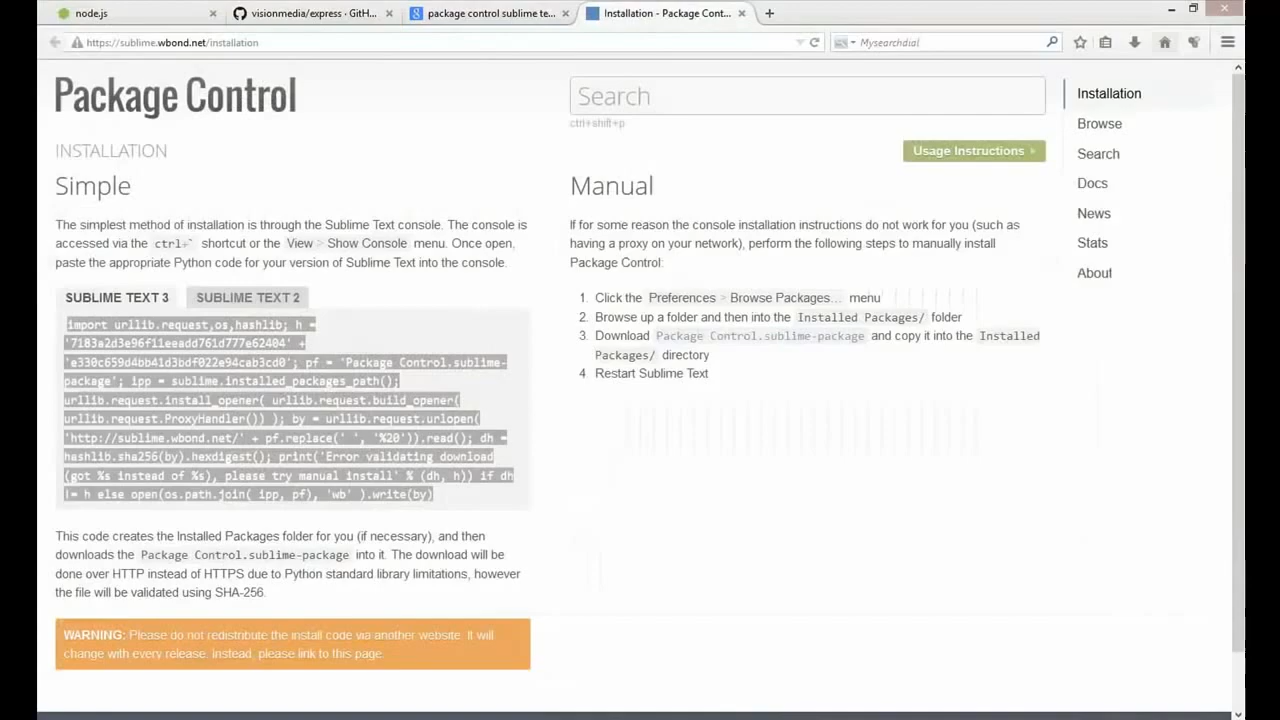 node.js
visionmedia/express · GitH...
package control sublime te...
Installation - Package Cont...
https://sublime.wbond.net/installation
Mysearchdial
Package Control
Search
ctrl+shift+p
INSTALLATION
Usage Instructions
Simple
The simplest method of installation is through the Sublime Text console. The console is
accessed via the ctrl+` shortcut or the View > Show Console menu. Once open,
paste the appropriate Python code for your version of Sublime Text into the console.
SUBLIME TEXT 3
SUBLIME TEXT 2
import urllib.request,os,hashlib; h =
'7183a2d3e96f11eeadd761d777e62404' +
'e330c659d4bb41d3bdf022e94cab3cd0'; pf = 'Package Control.sublime-
package'; ipp = sublime.installed_packages_path();
urllib.request.install_opener( urllib.request.build_opener(
urllib.request.ProxyHandler()) ); by = urllib.request.urlopen(
'http://sublime.wbond.net/' + pf.replace(' ', '%20')).read(); dh =
hashlib.sha256(by).hexdigest(); print('Error validating download
(got %s instead of %s), please try manual install' % (dh, h)) if dh
!= h else open(os.path.join( ipp, pf), 'wb' ).write(by)
This code creates the Installed Packages folder for you (if necessary), and then
downloads the Package Control.sublime-package into it. The download will be
done over HTTP instead of HTTPS due to Python standard library limitations, however
the file will be validated using SHA-256.
WARNING: Please do not redistribute the install code via another website. It will
change with every release. Instead, please link to this page.
Manual
If for some reason the console installation instructions do not work for you (such as
having a proxy on your network), perform the following steps to manually install
Package Control:
1. Click the Preferences > Browse Packages... menu
2. Browse up a folder and then into the Installed Packages/ folder
3. Download Package Control.sublime-package and copy it into the Installed
Packages/ directory
4 Restart Sublime Text
Installation
Browse
Search
Docs
News
Stats
About